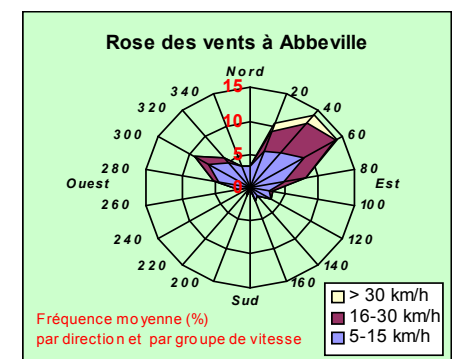 Rose des vents à Abbeville
Nord
15
10
5
0
20
40
60
80
Est
100
120
140
160
Sud
200
220
240
260
Ouest
280
300
320
340
Fréquence moyenne (%)
par direction et par groupe de vitesse
> 30 km/h
16-30 km/h
5-15 km/h